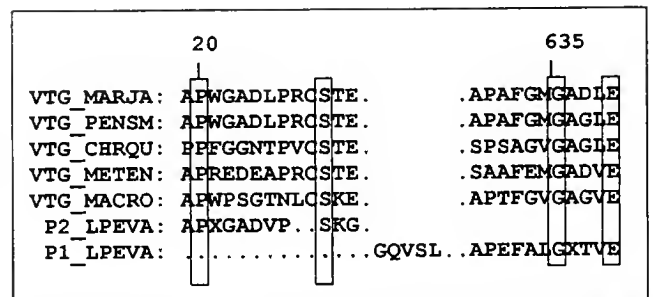 20 635
VTG_MARJA: APWGADLPRCSTE. .APAFGMGADLE
VTG_PENSM: APWGADLPRCSTE. .APAFGMGAGLE
VTG_CHRQU: PPFGGNTPVCSTE. .SPSAGVGAGLE
VTG_METEN: APREDEAPRCSTE. .SAAFEMGADVE
VTG_MACRO: APWPSGTNLCSKE. .APTFGVGAGVE
P2_LPEVA: APXGADVP..SKG.
P1_LPEVA: ..............GQVSL..APEFALGXTVE